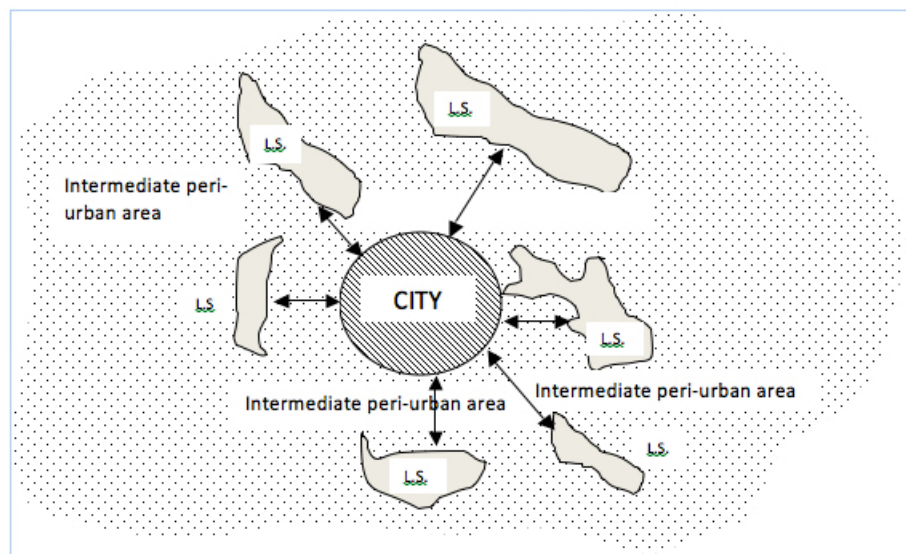 L.S.
L.S.
Intermediate peri-
urban area
CITY
L.S
L.S.
Intermediate peri-urban area
Intermediate peri-urban area
L.S.
L.S.